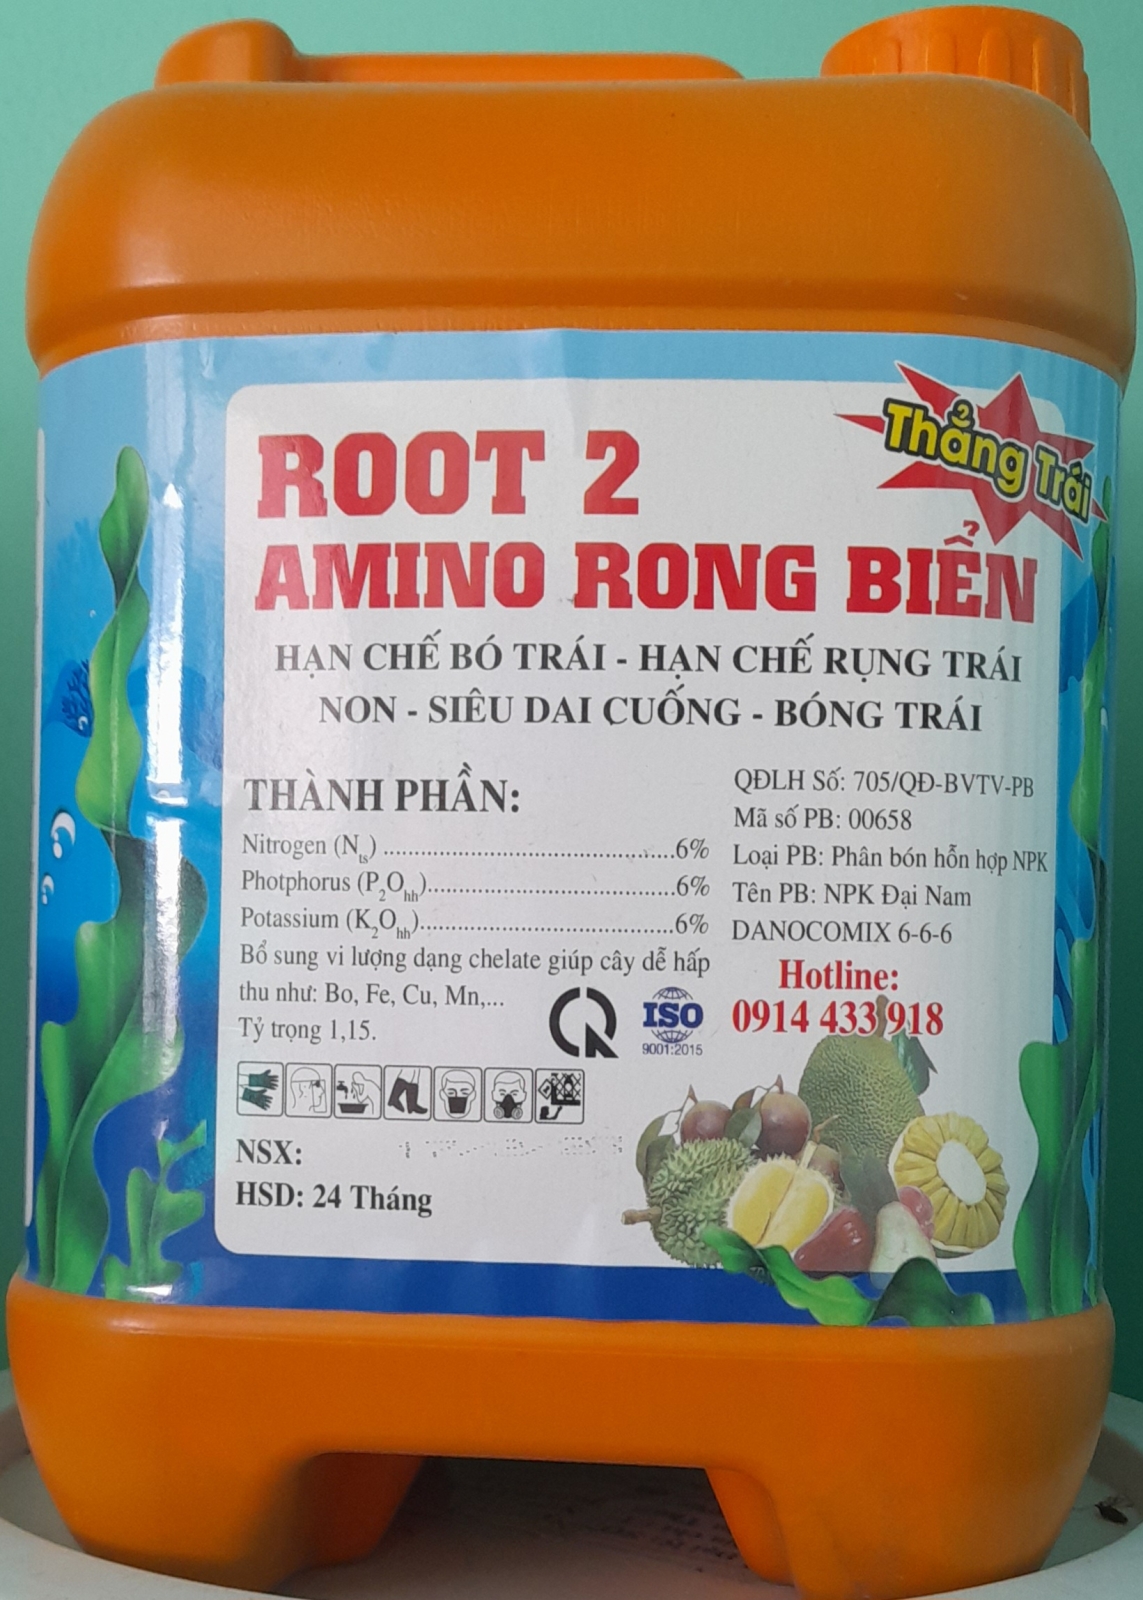 Thẳng Trái
ROOT 2
AMINO RONG BIỂN
HẠN CHẾ BÓ TRÁI - HẠN CHẾ RỤNG TRÁI
NON - SIÊU DAI CUỐNG - BÓNG TRÁI
THÀNH PHẦN:
Nitrogen (Nts) ............................................6%
Photphorus (P2Ohh).....................................6%
Potassium (K2Ohh)......................................6%
Bổ sung vi lượng dạng chelate giúp cây dễ hấp
thu như: Bo, Fe, Cu, Mn,...
Tỷ trọng 1,15.
QĐLH Số: 705/QĐ-BVTV-PB
Mã số PB: 00658
Loại PB: Phân bón hỗn hợp NPK
Tên PB: NPK Đại Nam
DANOCOMIX 6-6-6
Hotline:
0914 433 918
ISO
9001:2015
NSX:
HSD: 24 Tháng